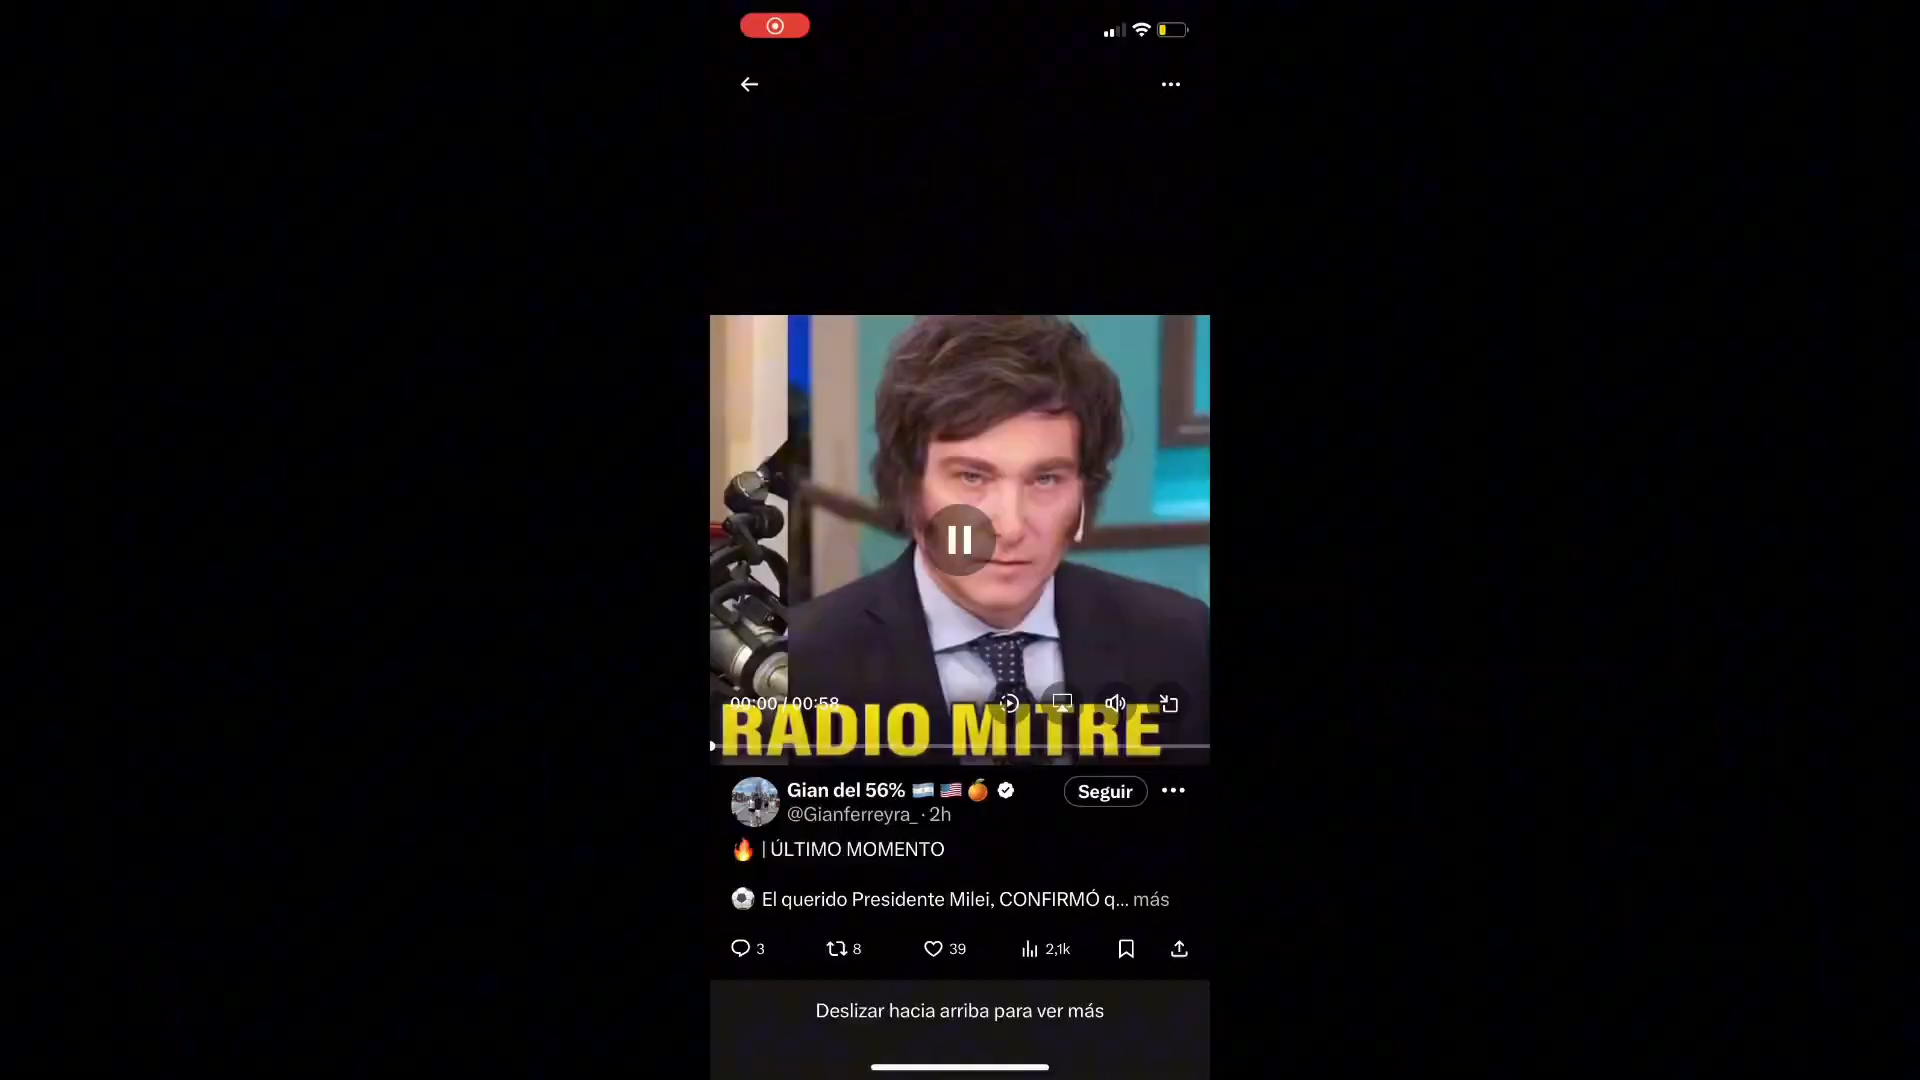 00:00 / 00:58
RADIO MITRE
Gian del 56% 🇦🇷 🇺🇸 🍊
@Gianferreyra_ · 2h
Seguir
🔥 | ÚLTIMO MOMENTO
⚽ El querido Presidente Milei, CONFIRMÓ q... más
3 8 39 2,1k
Deslizar hacia arriba para ver más